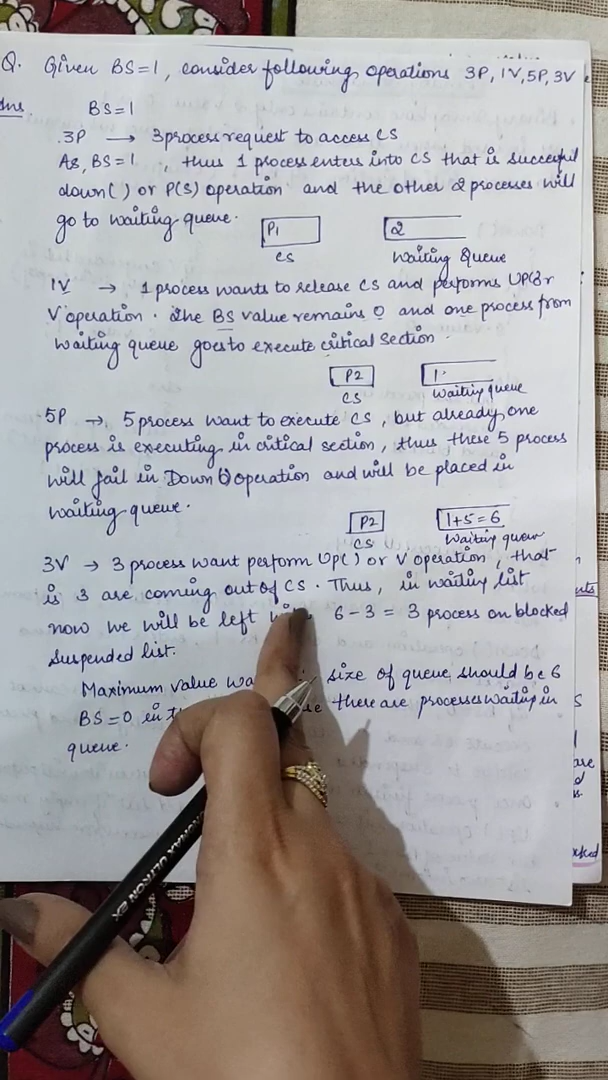 Q. Given BS=1, consider following operations 3P, 1V, 5P, 3V
Ans. BS=1
3P → 3 process request to access CS
As, BS=1, thus 1 process enters into CS that is succesful
down() or P(S) operation and the other 2 processes will
go to waiting queue.
P1 2
CS Waiting Queue
1V → 1 process wants to release CS and performs UP() or
V operation. The BS value remains 0 and one process from
waiting queue goes to execute critical section.
P2 1
CS Waiting queue
5P → 5 process want to execute CS, but already one
process is executing in critical section, thus these 5 process
will fail in Down () operation and will be placed in
waiting queue.
P2 1+5=6
CS Waiting queue
3V → 3 process want perform Up() or V operation, that
is 3 are coming out of CS. Thus, in waiting list
now we will be left 6-3 = 3 process on blocked
suspended list.
Maximum value size of queue should be 6
BS=0 in there are processes waiting in
queue.
are